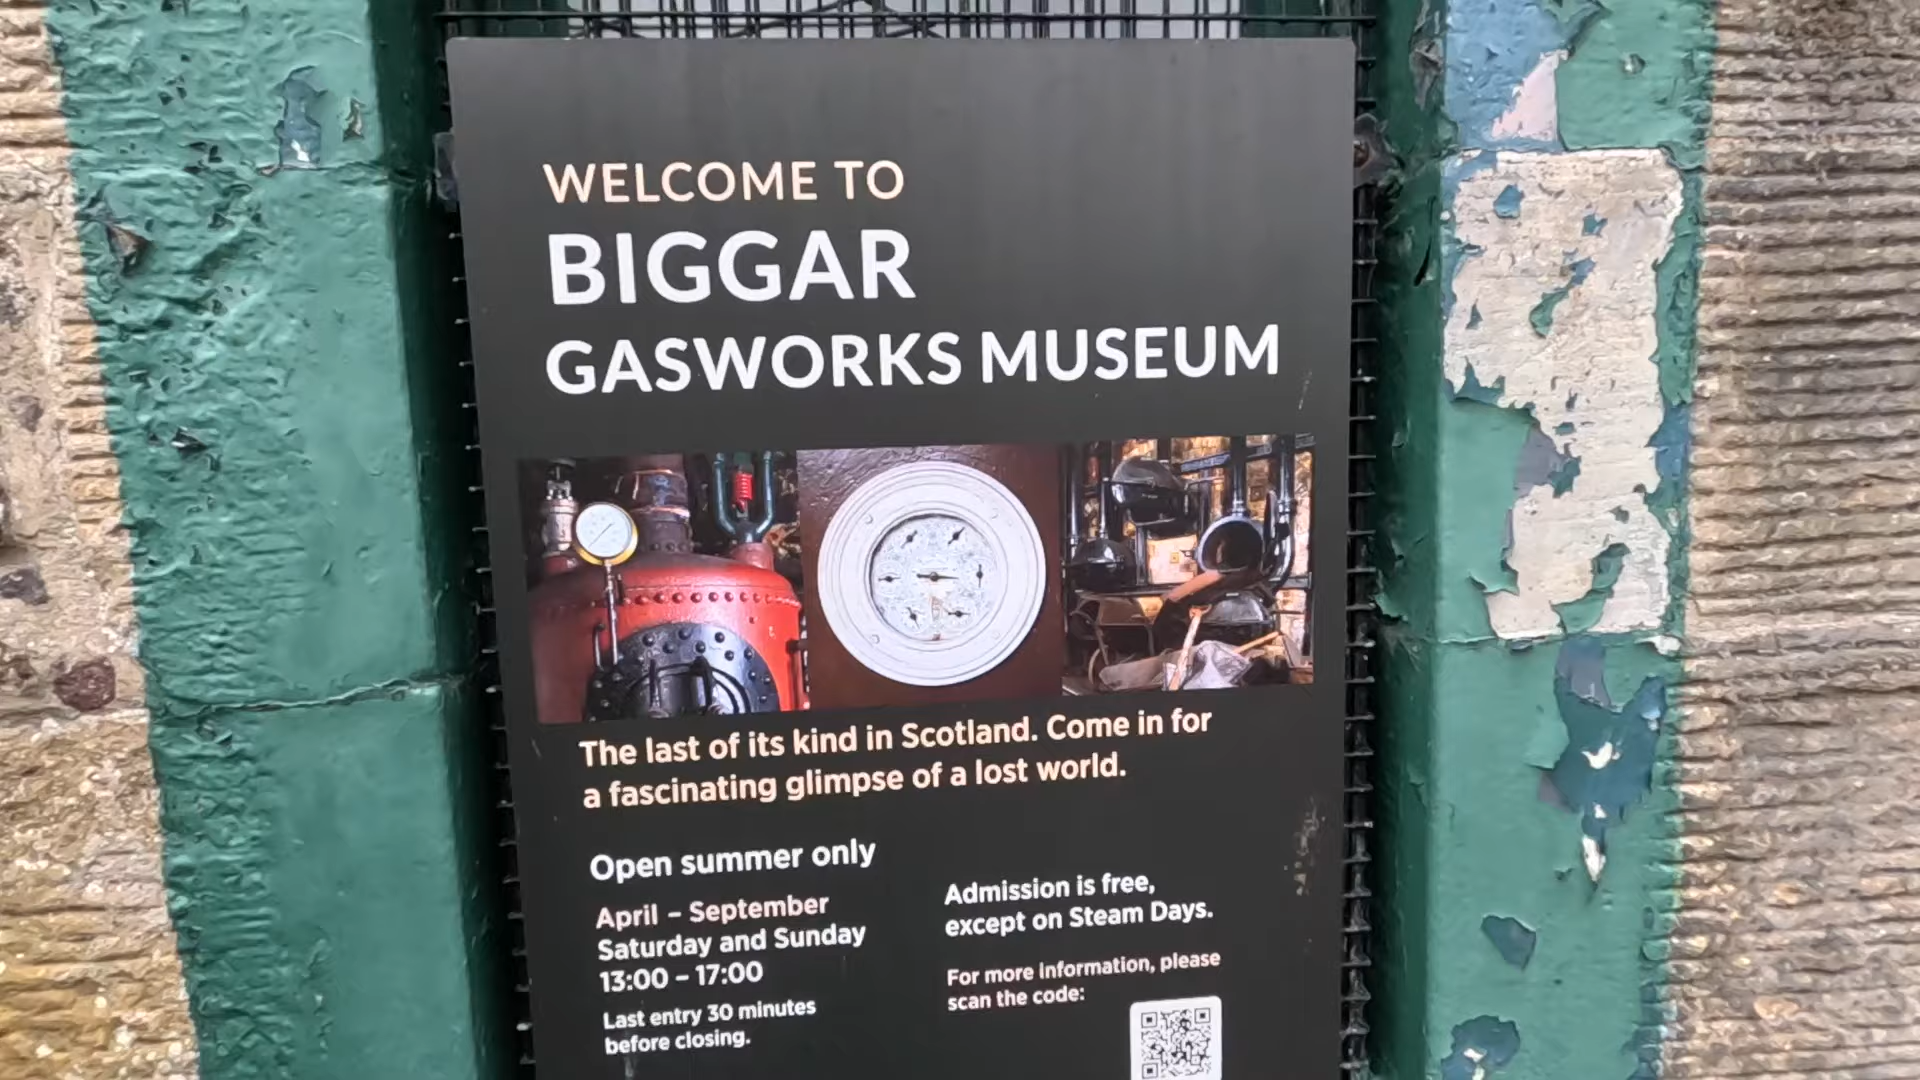 WELCOME TO
BIGGAR
GASWORKS MUSEUM
The last of its kind in Scotland. Come in for
a fascinating glimpse of a lost world.
Open summer only
April – September
Saturday and Sunday
13:00 – 17:00
Last entry 30 minutes
before closing.
Admission is free,
except on Steam Days.
For more information, please
scan the code: